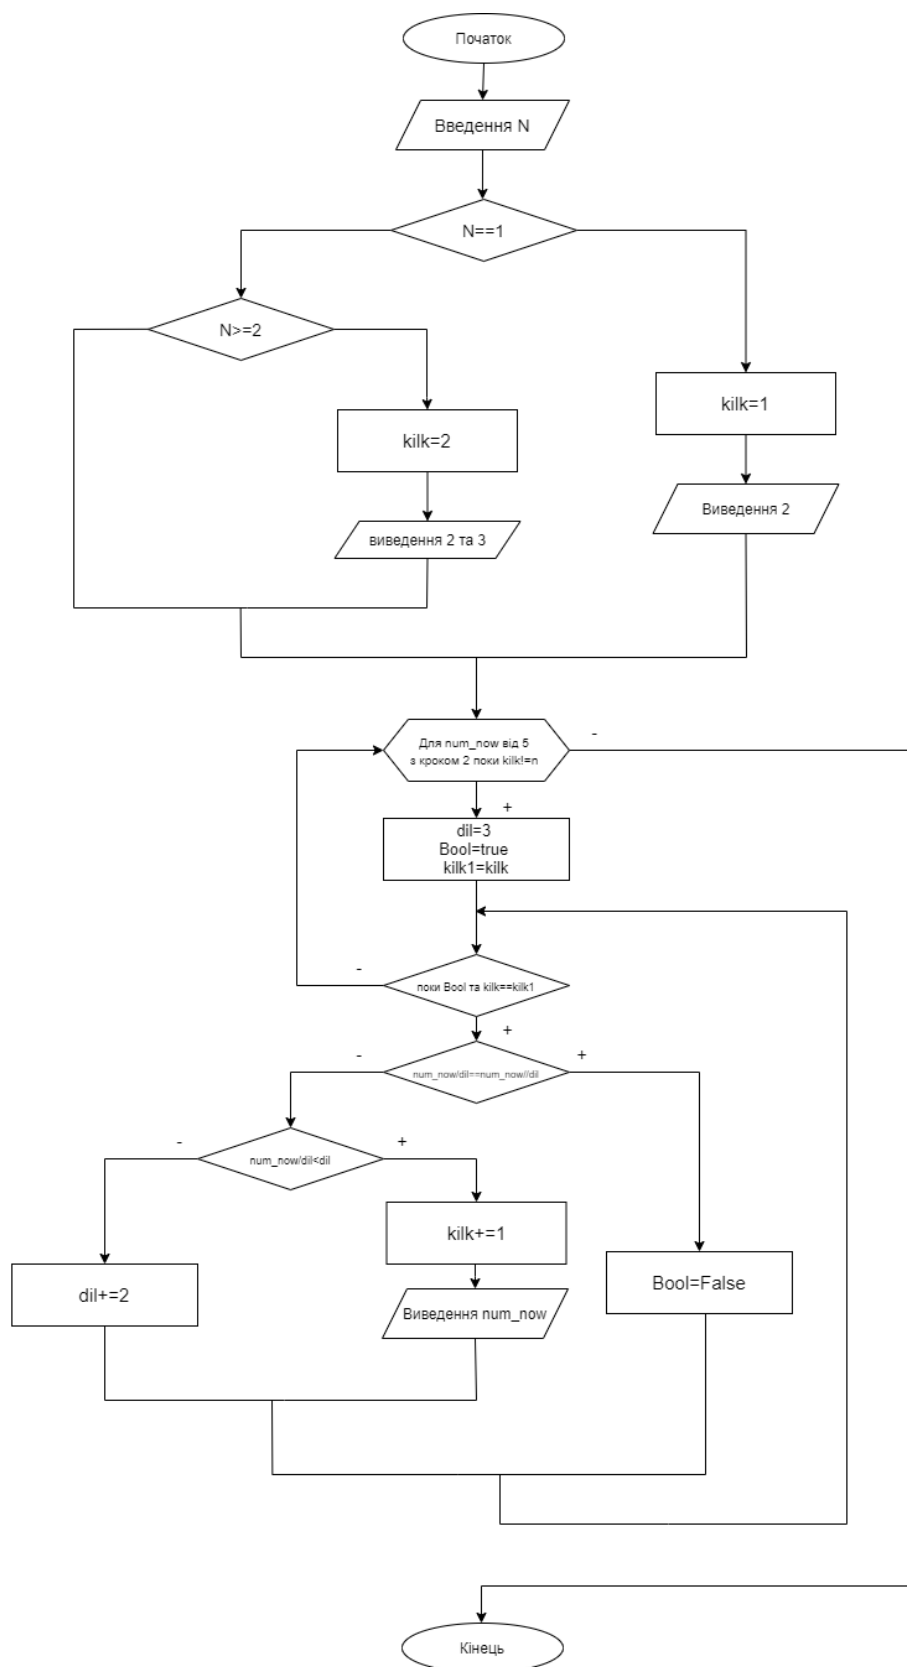 Початок
Введення N
N==1
N>=2
kilk=1
kilk=2
Виведення 2
виведення 2 та 3
Для num_now від 5
з кроком 2 поки kilk!=n
-
+
dil=3
Bool=true
kilk1=kilk
-
поки Bool та kilk==kilk1
+
-
+
num_now/dil==num_now//dil
-
+
num_now/dil<dil
kilk+=1
dil+=2
Bool=False
Виведення num_now
Кінець